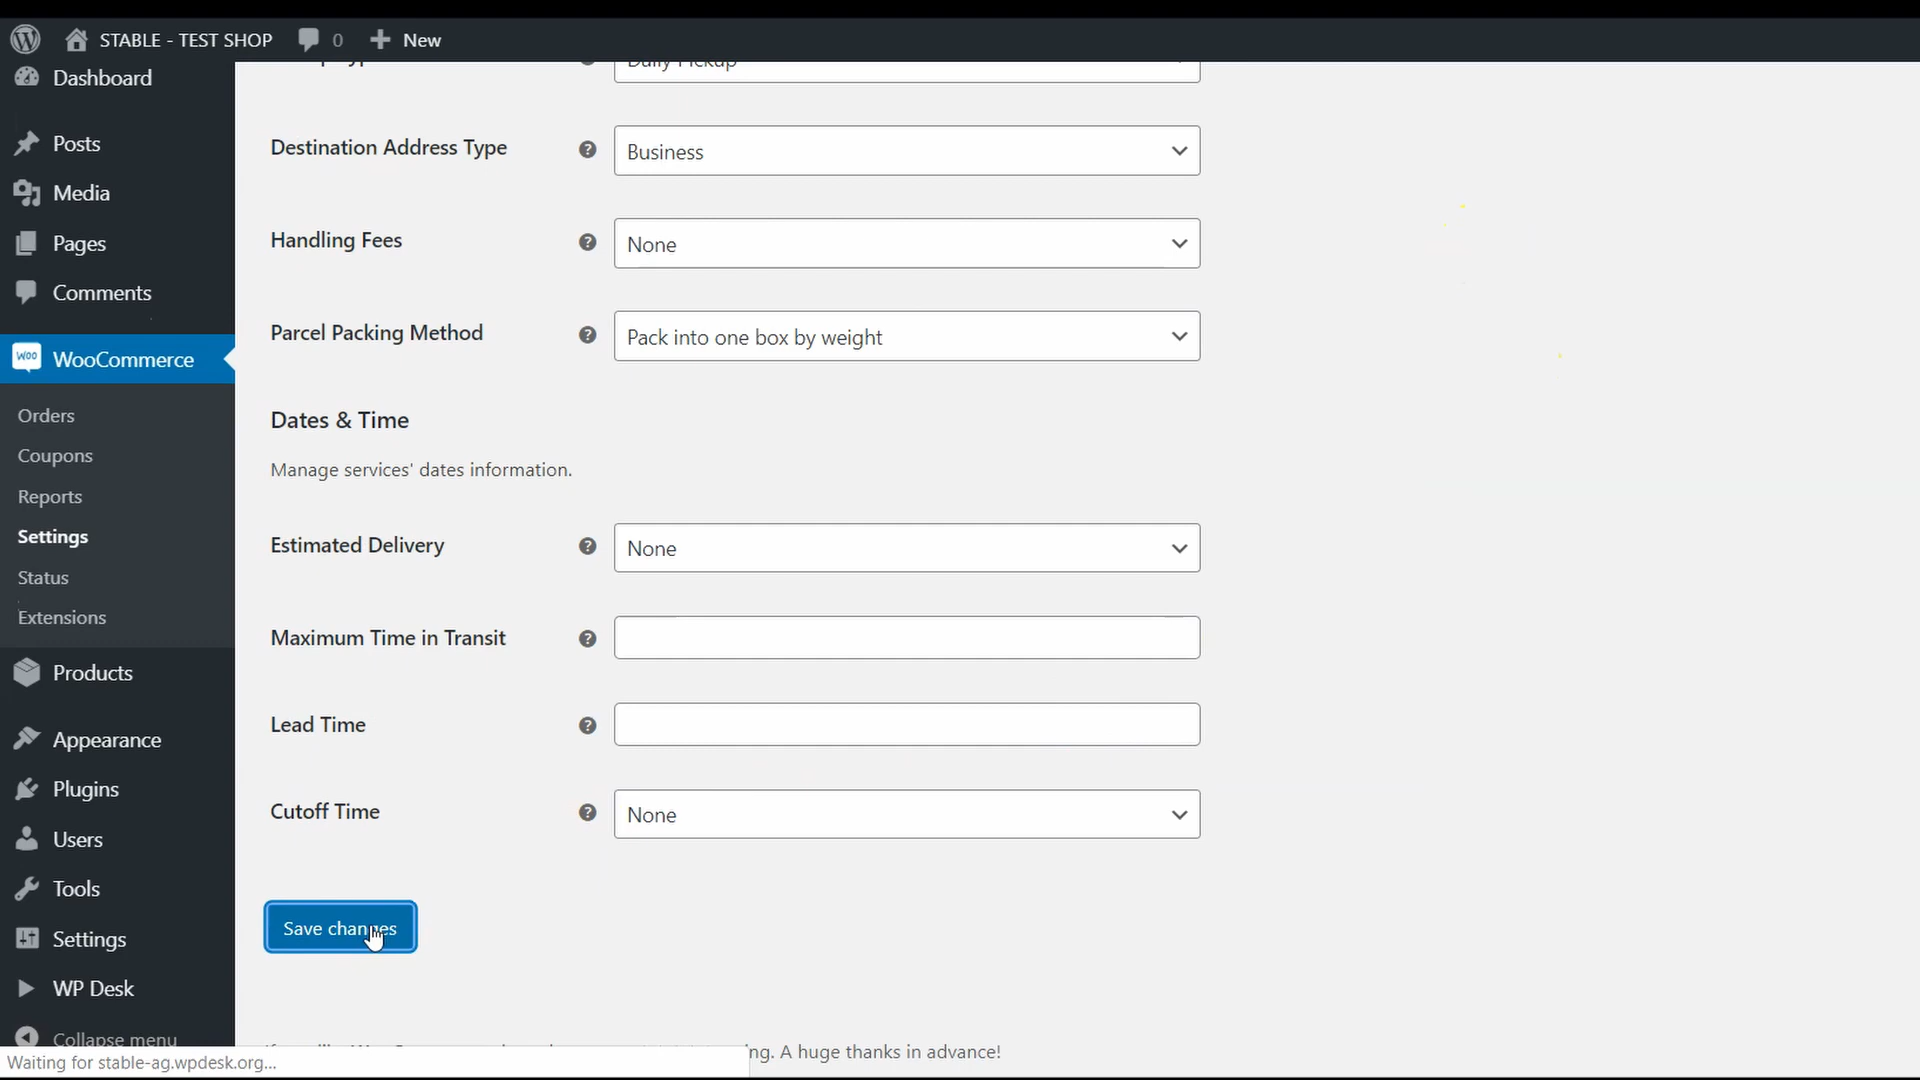 STABLE - TEST SHOP 0 New
Dashboard
Posts
Media
Pages
Comments
woo WooCommerce
Orders
Coupons
Reports
Settings
Status
Extensions
Products
Appearance
Plugins
Users
Tools
Settings
WP Desk
Collapse menu
Daily Pickup
Destination Address Type ? Business
Handling Fees ? None
Parcel Packing Method ? Pack into one box by weight
Dates & Time
Manage services' dates information.
Estimated Delivery ? None
Maximum Time in Transit ?
Lead Time ?
Cutoff Time ? None
Save changes
A huge thanks in advance!
Waiting for stable-ag.wpdesk.org...